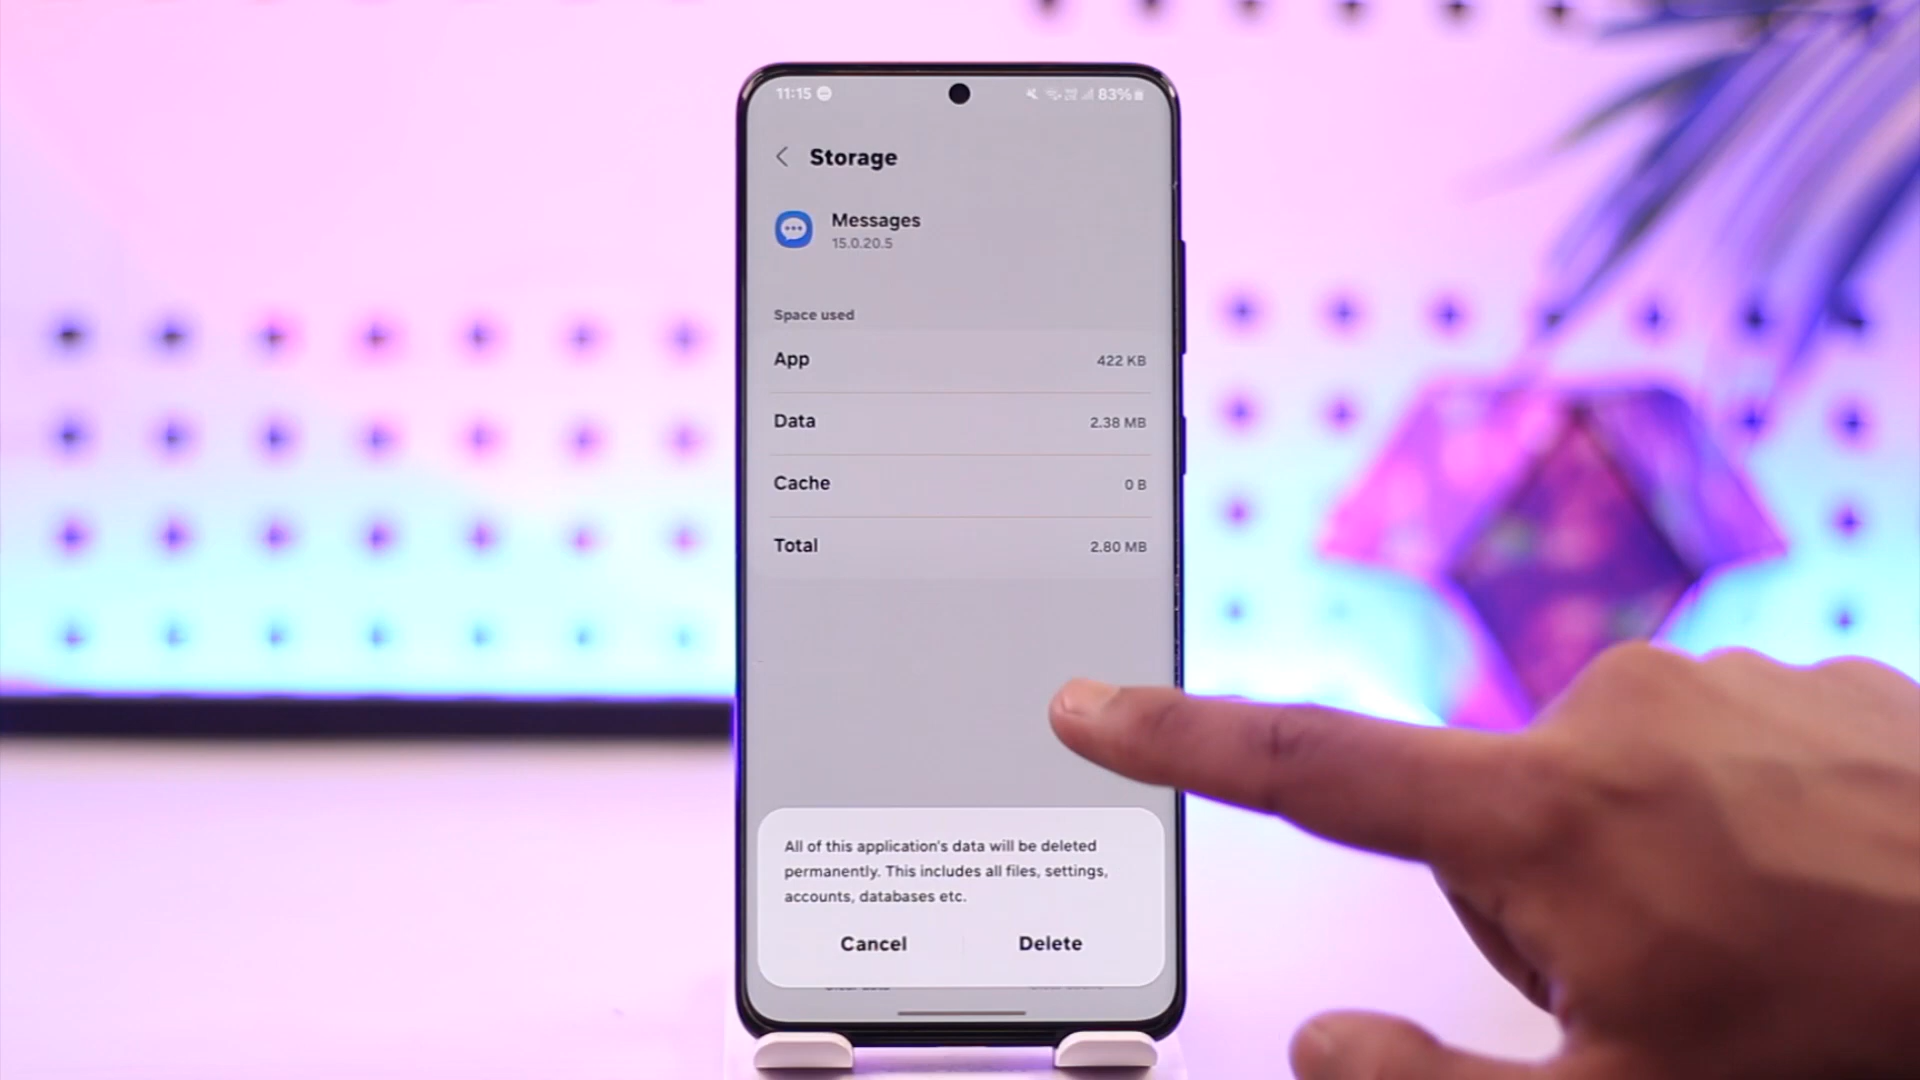 11:15
83%
Storage
Messages
15.0.20.5
Space used
App 422 KB
Data 2.38 MB
Cache 0 B
Total 2.80 MB
All of this application's data will be deleted
permanently. This includes all files, settings,
accounts, databases etc.
Cancel Delete